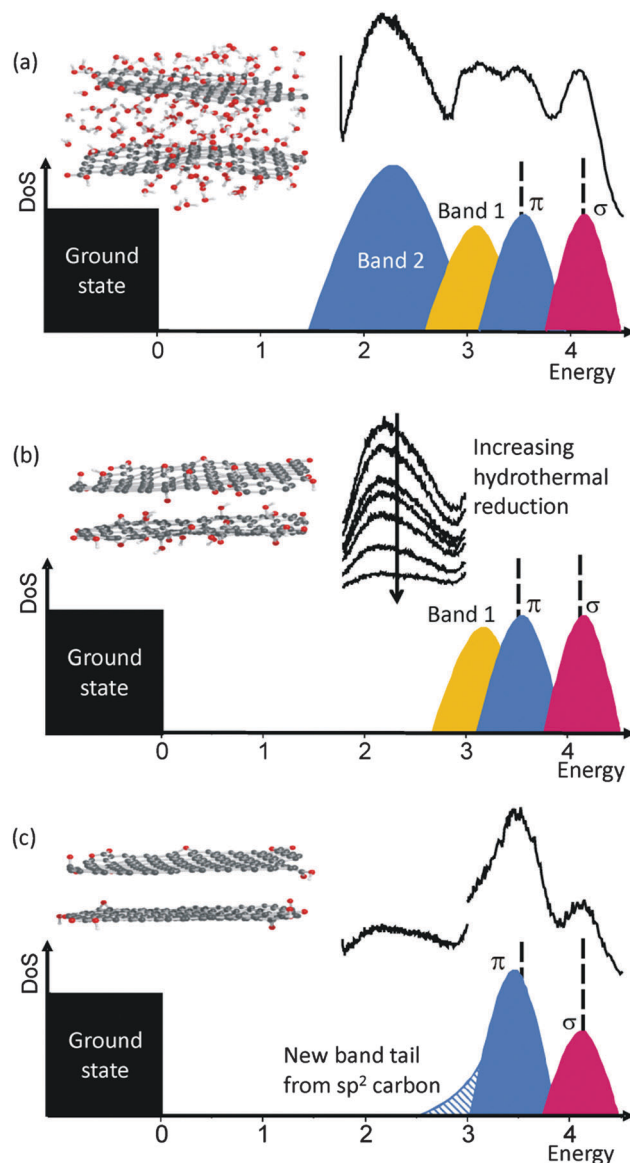 (a)
DoS
Ground
state
Band 2
Band 1
π
σ
0
1
2
3
4
Energy
(b)
Increasing
hydrothermal
reduction
DoS
Ground
state
Band 1
π
σ
0
1
2
3
4
Energy
(c)
DoS
Ground
state
New band tail
from sp² carbon
π
σ
0
1
2
3
4
Energy